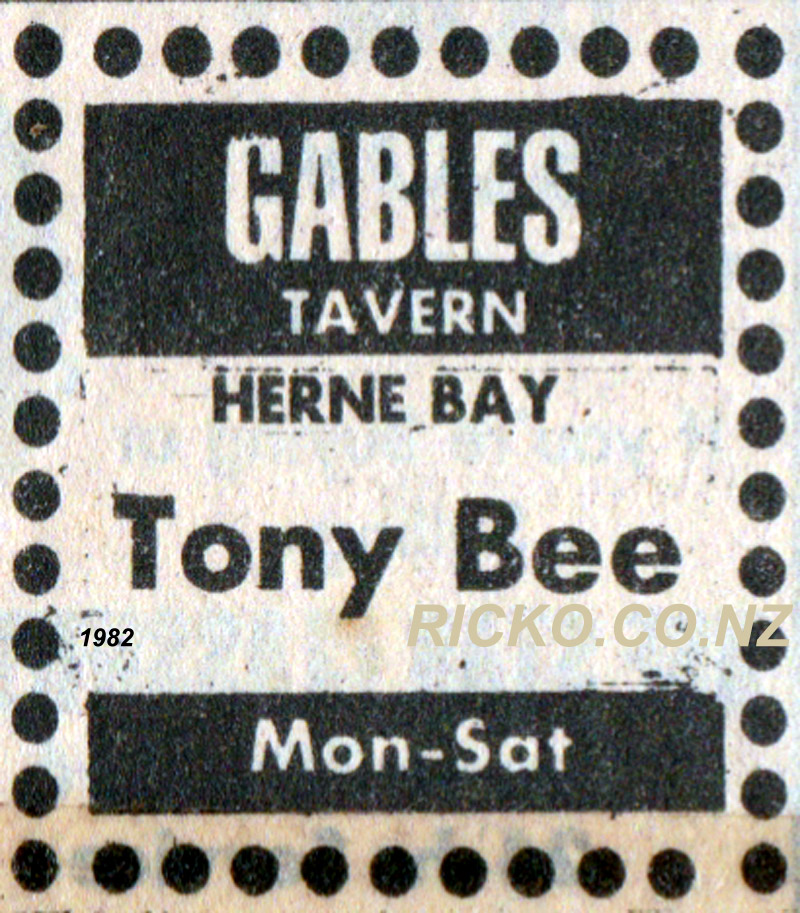 GABLES
TAVERN
HERNE BAY
Tony Bee
RICKO.CO.NZ
1982
Mon-Sat